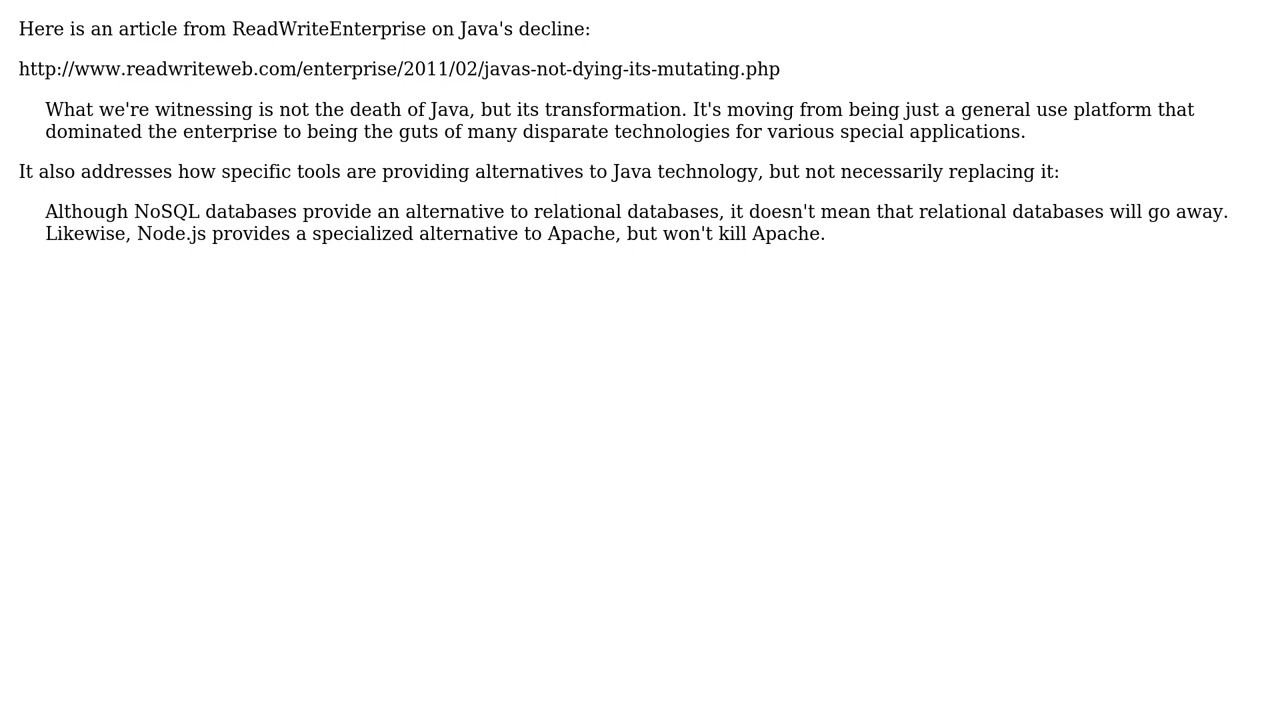 Here is an article from ReadWriteEnterprise on Java's decline:
http://www.readwriteweb.com/enterprise/2011/02/javas-not-dying-its-mutating.php
What we're witnessing is not the death of Java, but its transformation. It's moving from being just a general use platform that
dominated the enterprise to being the guts of many disparate technologies for various special applications.
It also addresses how specific tools are providing alternatives to Java technology, but not necessarily replacing it:
Although NoSQL databases provide an alternative to relational databases, it doesn't mean that relational databases will go away.
Likewise, Node.js provides a specialized alternative to Apache, but won't kill Apache.